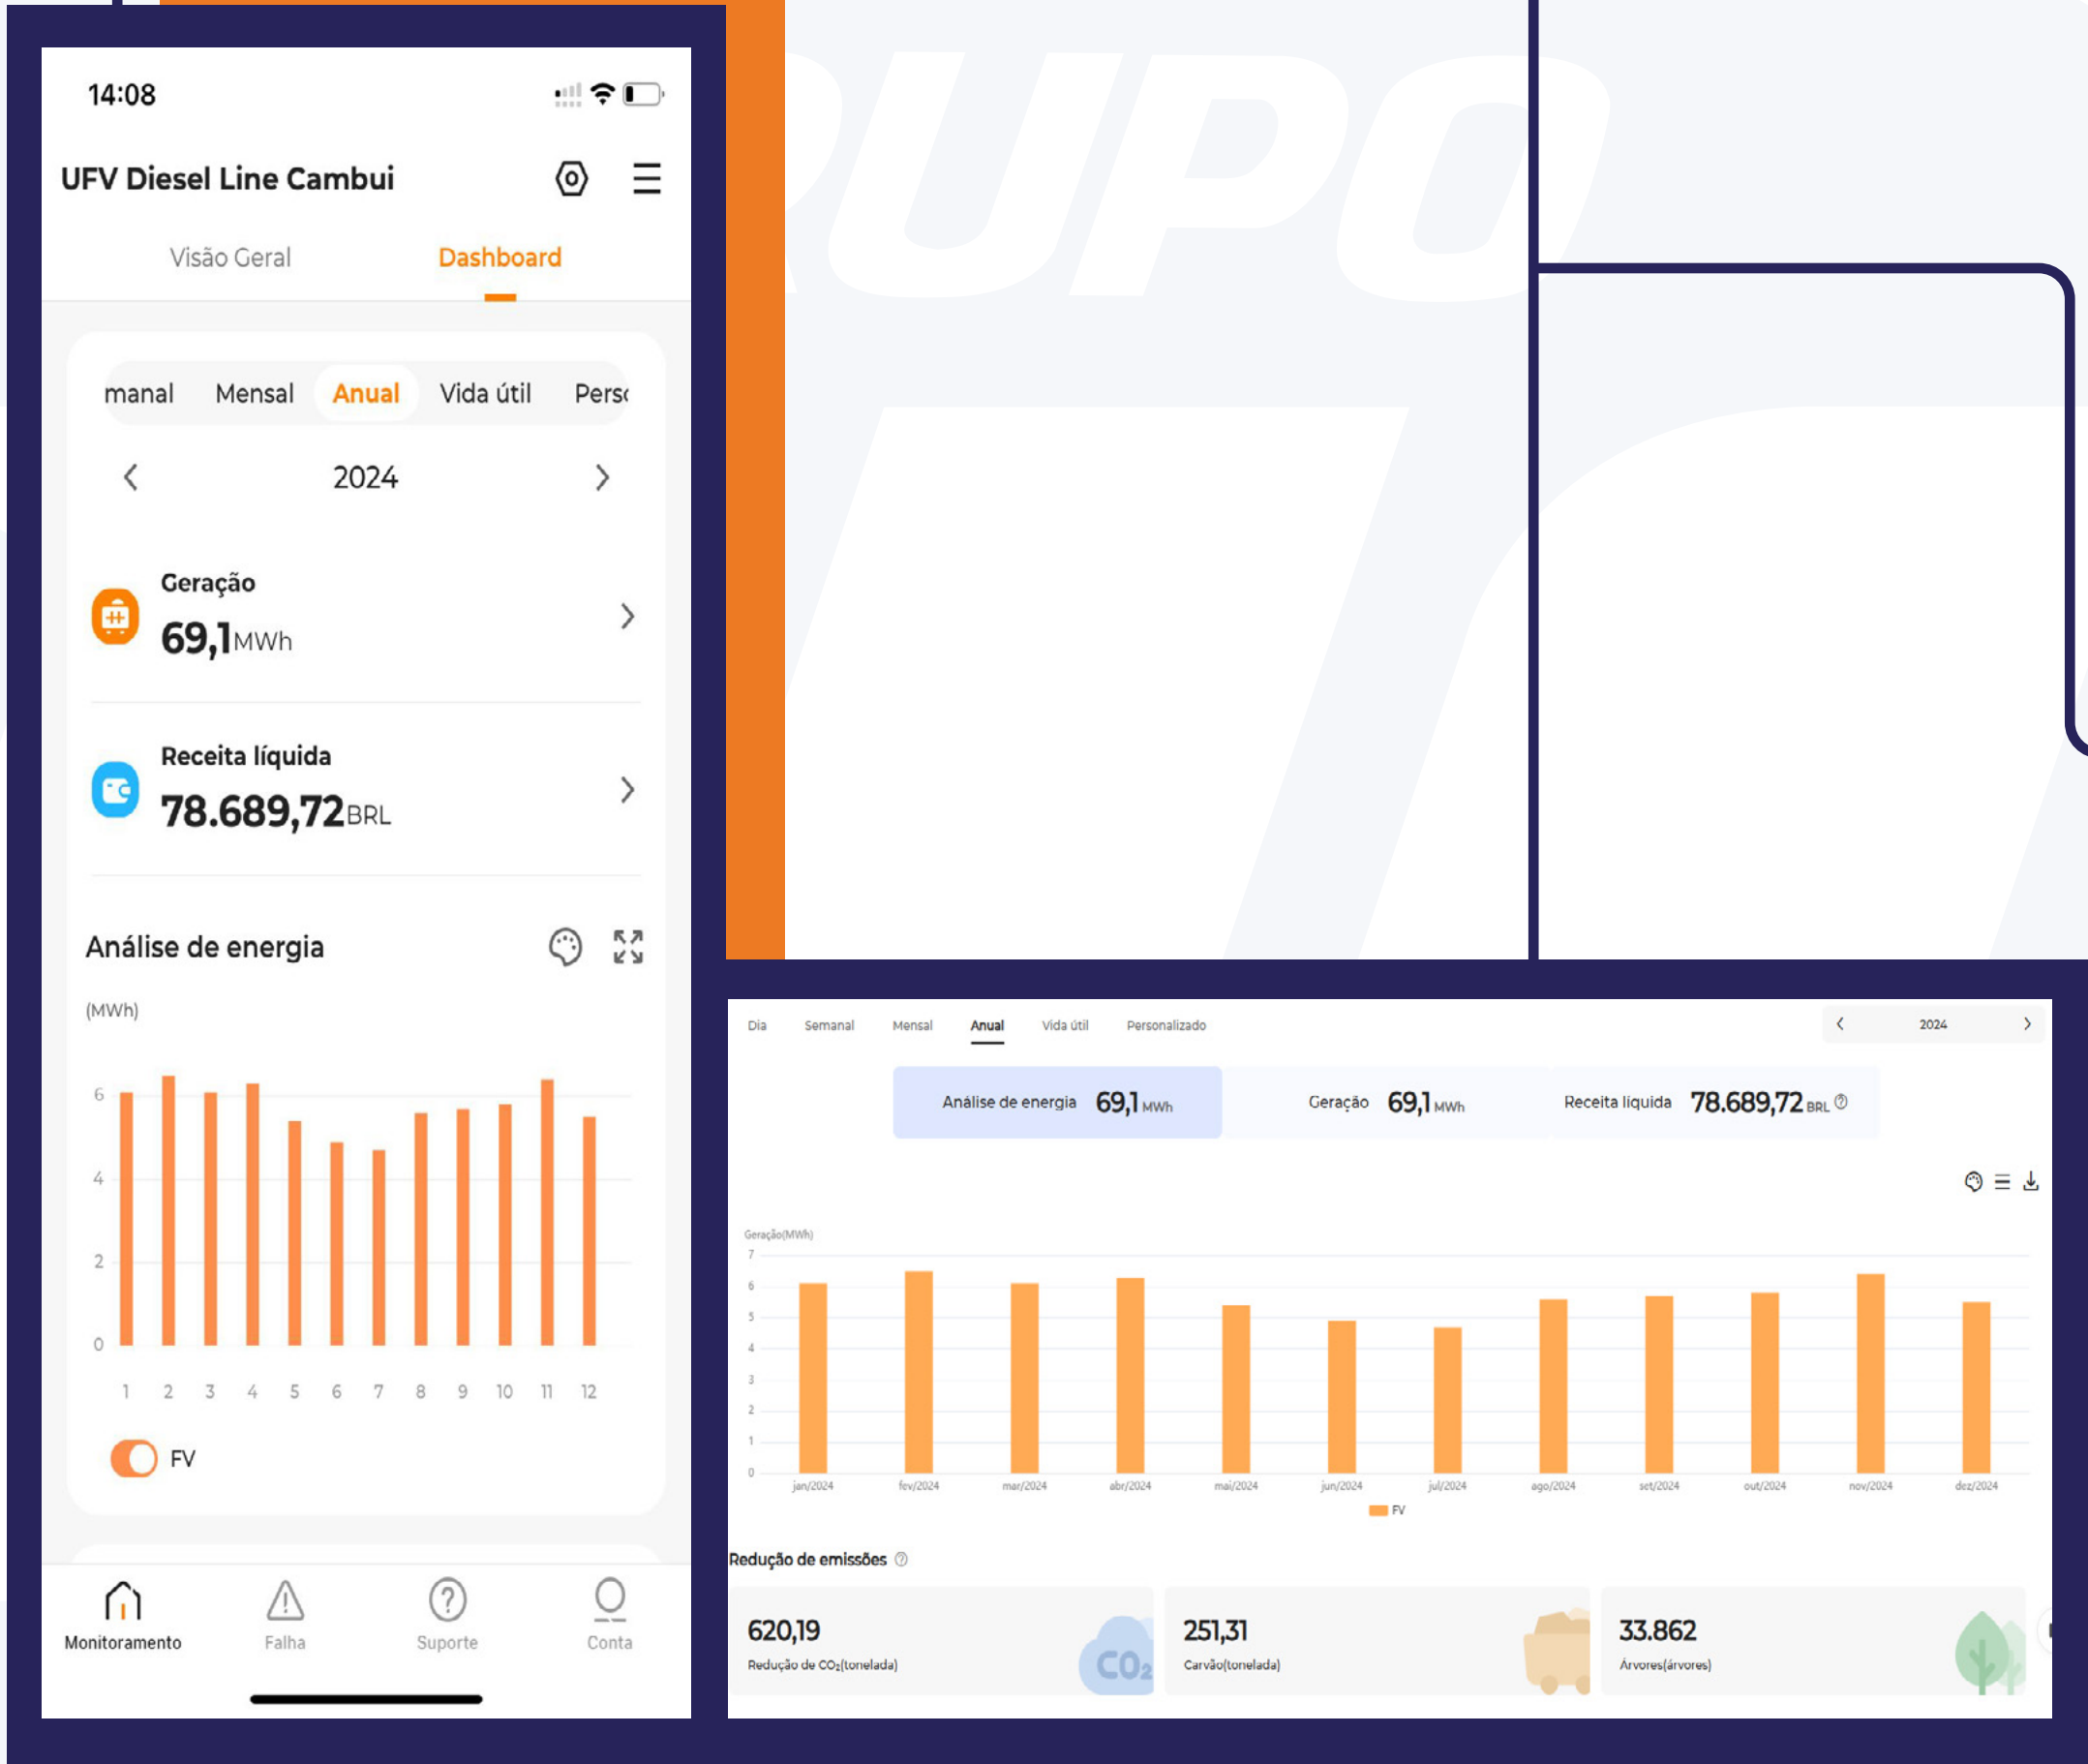 RUPO
14:08
UFV Diesel Line Cambui
Visão Geral Dashboard
manal Mensal Anual Vida útil Perso
2024
Geração
69,1MWh
Receita líquida
78.689,72BRL
Análise de energia
(MWh)
6
4
2
0
1 2 3 4 5 6 7 8 9 10 11 12
FV
Monitoramento Falha Suporte Conta
Dia Semanal Mensal Anual Vida útil Personalizado 2024
Análise de energia 69,1 MWh Geração 69,1 MWh Receita líquida 78.689,72 BRL
Geração(MWh)
7
6
5
4
3
2
1
0
jan/2024 fev/2024 mar/2024 abr/2024 mai/2024 jun/2024 jul/2024 ago/2024 set/2024 out/2024 nov/2024 dez/2024
FV
Redução de emissões
620,19 251,31 33.862
Redução de CO₂(tonelada) Carvão(tonelada) Árvores(árvores)
CO₂